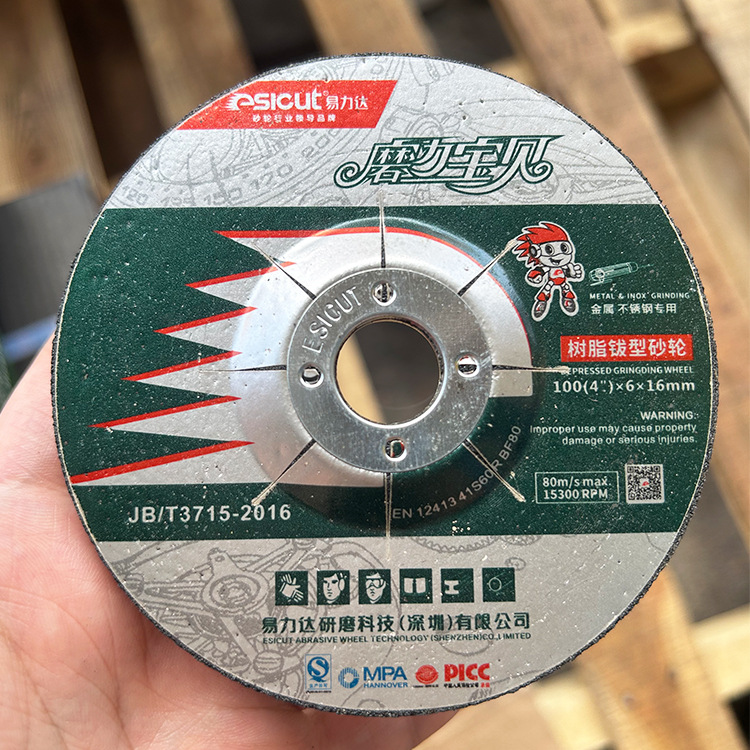 esicut® 易力达
砂轮行业领导品牌
磨力宝贝
ESICUT
METAL & INOX GRINDING
金属 不锈钢专用
树脂钹型砂轮
DEPRESSED GRINGDING WHEEL
100(4")×6×16mm
WARNING:
Improper use may cause property
damage or serious injuries.
80m/s max.
15300 RPM
EN 12413 41S60 R BF80
JB/T3715-2016
易力达研磨科技(深圳)有限公司
ESICUT ABRASIVE WHEEL TECHNOLOGY (SHENZHEN)CO.,LIMITED
MPA
HANNOVER
PICC